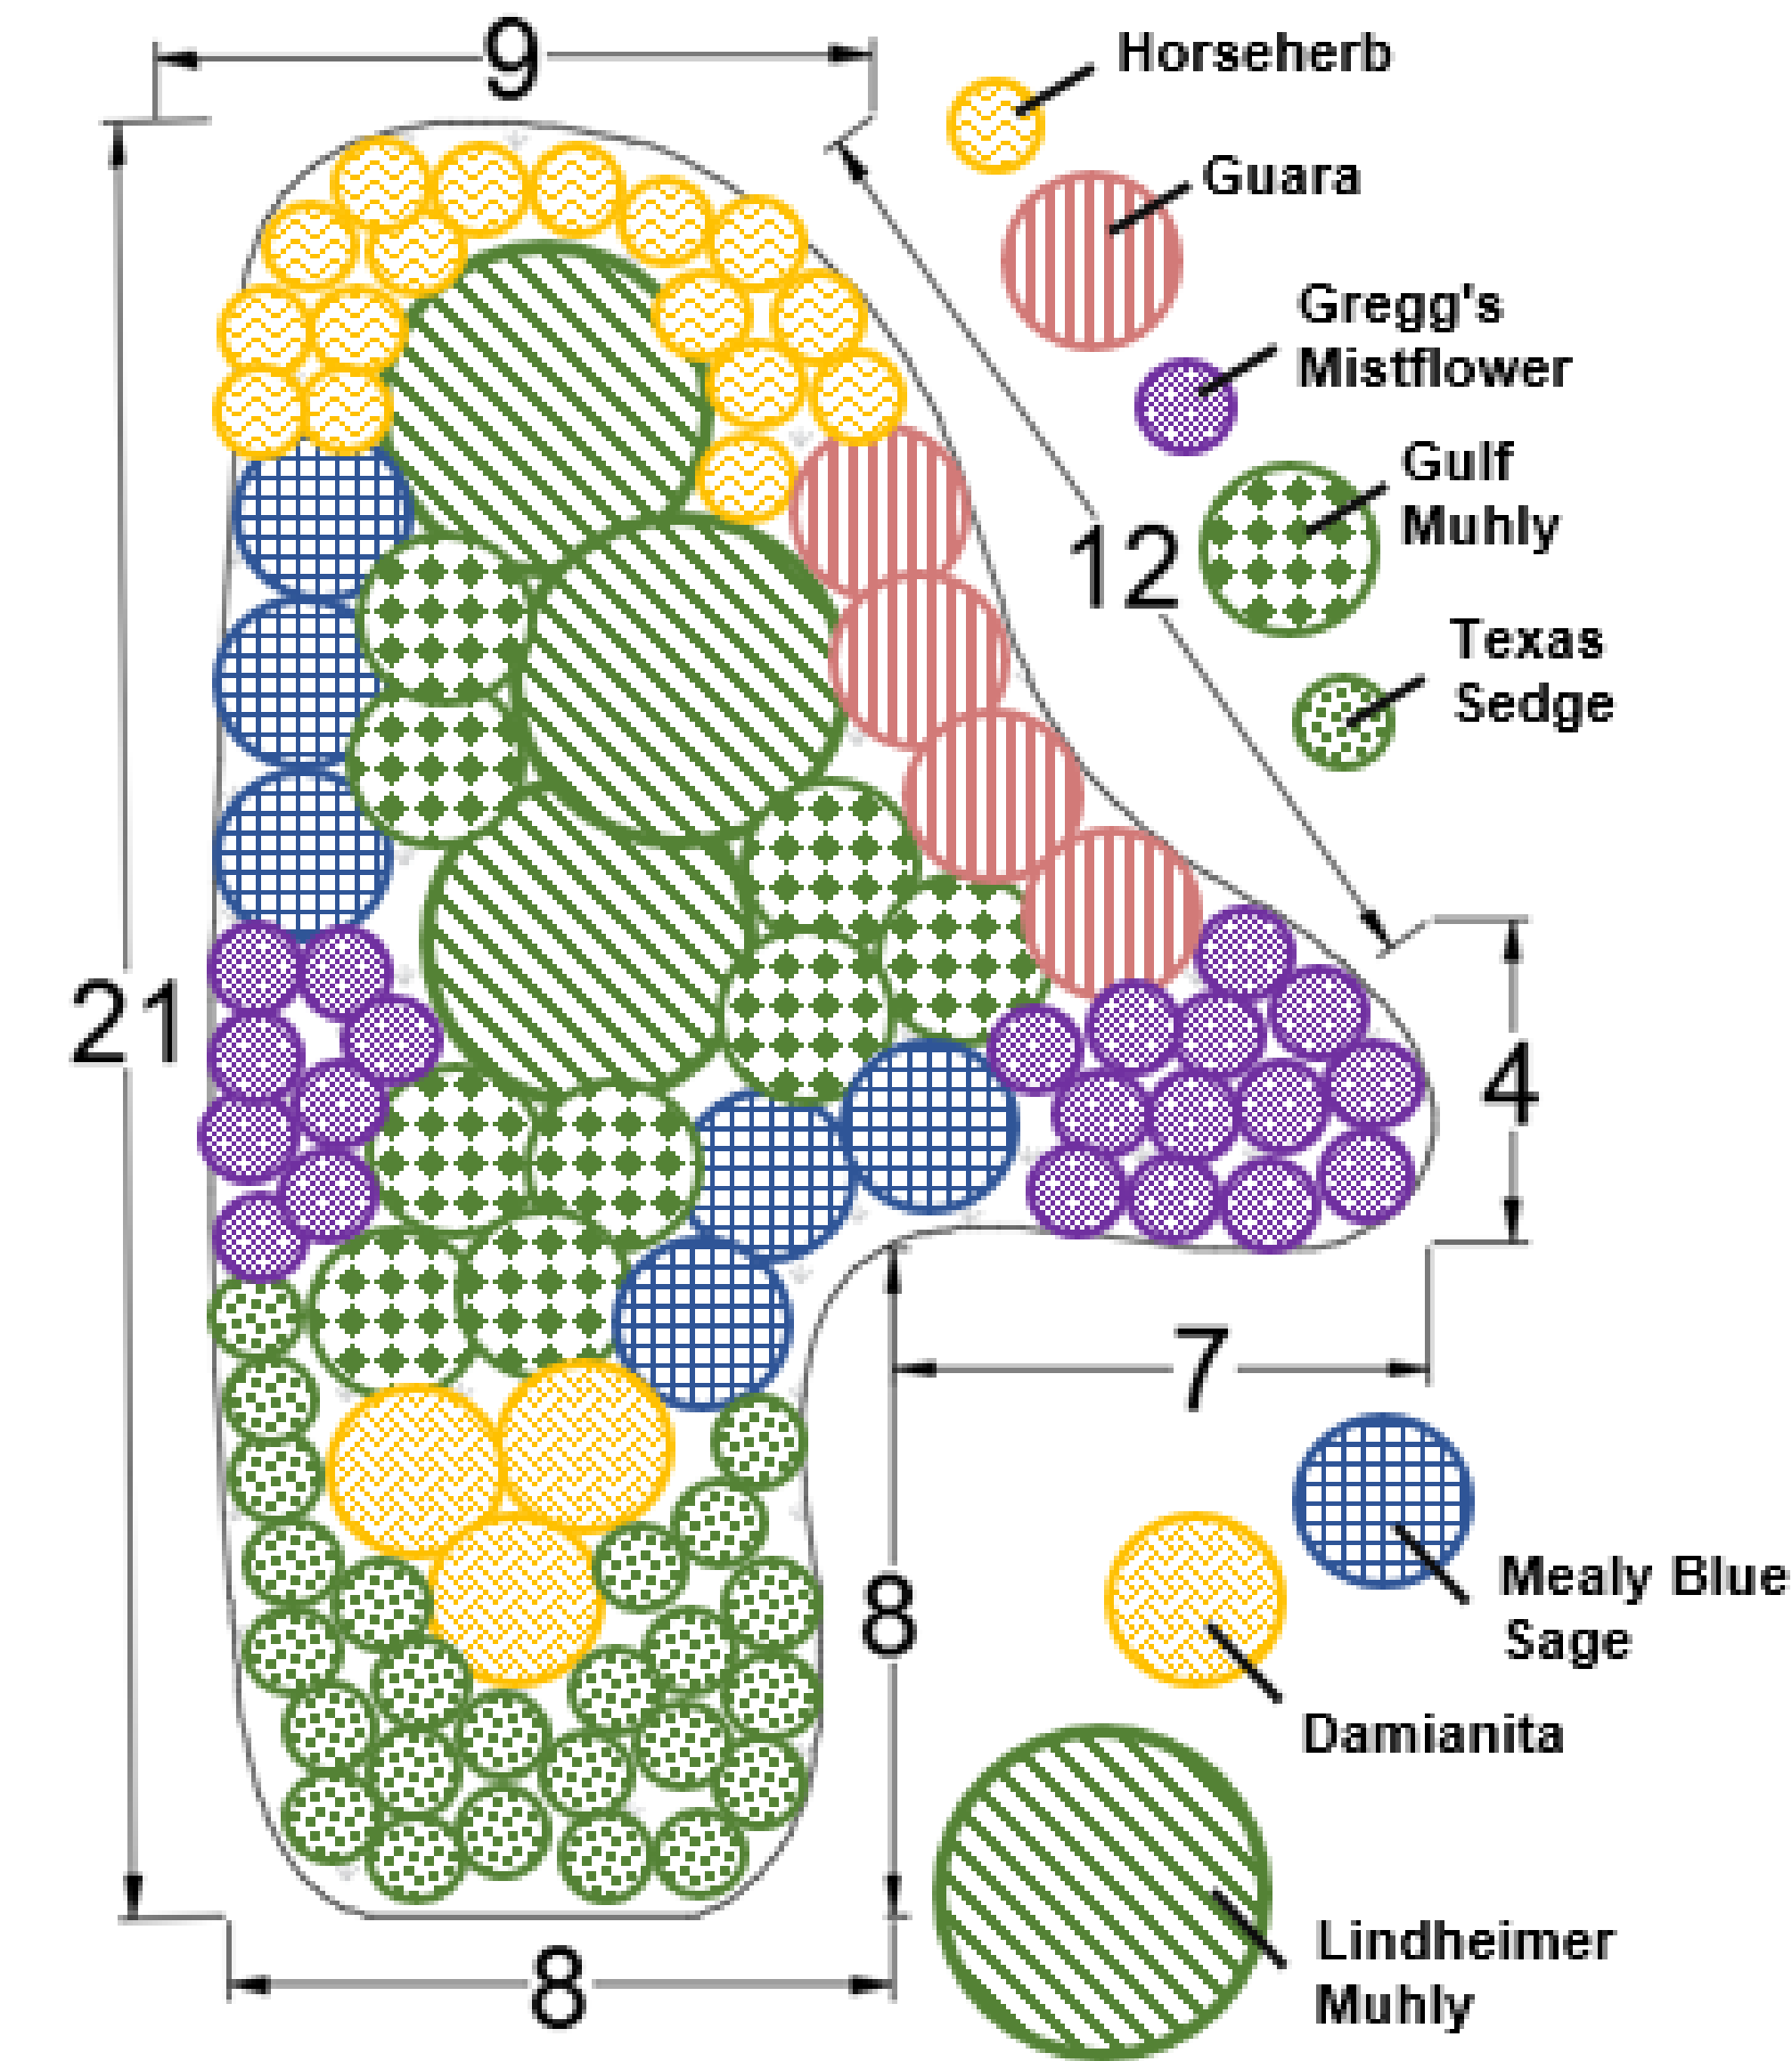 9
Horseherb
Guara
Gregg's
Mistflower
Gulf
Muhly
12
Texas
Sedge
21
4
7
8
Mealy Blue
Sage
Damianita
Lindheimer
Muhly
8